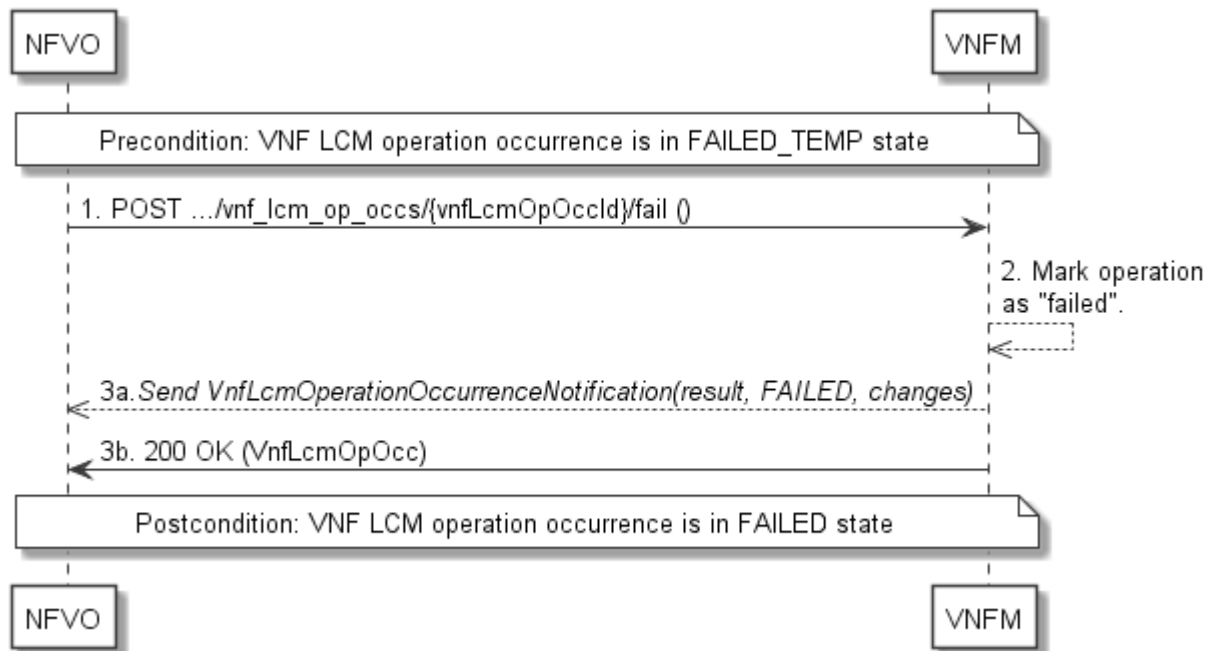 NFVO VNFM
Precondition: VNF LCM operation occurrence is in FAILED_TEMP state
1. POST .../vnf_lcm_op_occs/{vnfLcmOpOccId}/fail ()
2. Mark operation
as "failed".
3a.Send VnfLcmOperationOccurrenceNotification(result, FAILED, changes)
3b. 200 OK (VnfLcmOpOcc)
Postcondition: VNF LCM operation occurrence is in FAILED state
NFVO VNFM